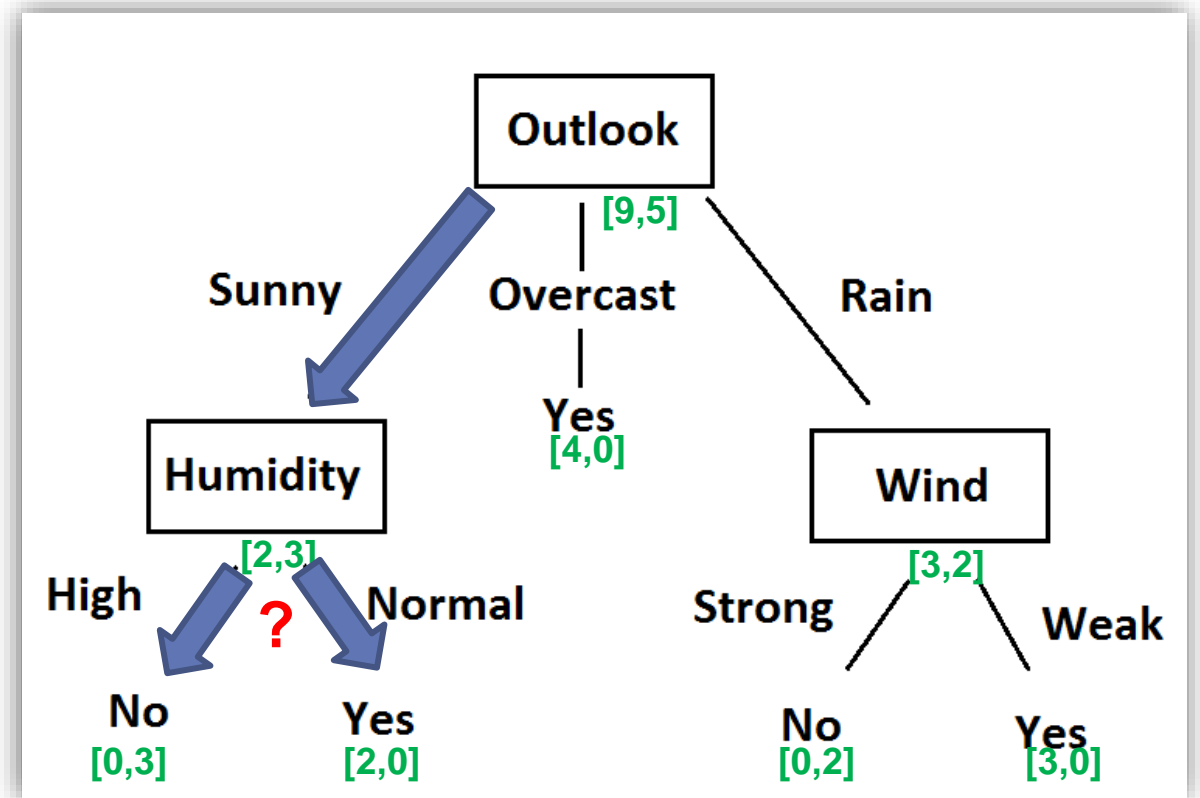 Outlook
[9,5]
Sunny
Overcast
Rain
Yes
[4,0]
Humidity
[2,3]
Wind
[3,2]
High
?
Normal
Strong
Weak
No
[0,3]
Yes
[2,0]
No
[0,2]
Yes
[3,0]